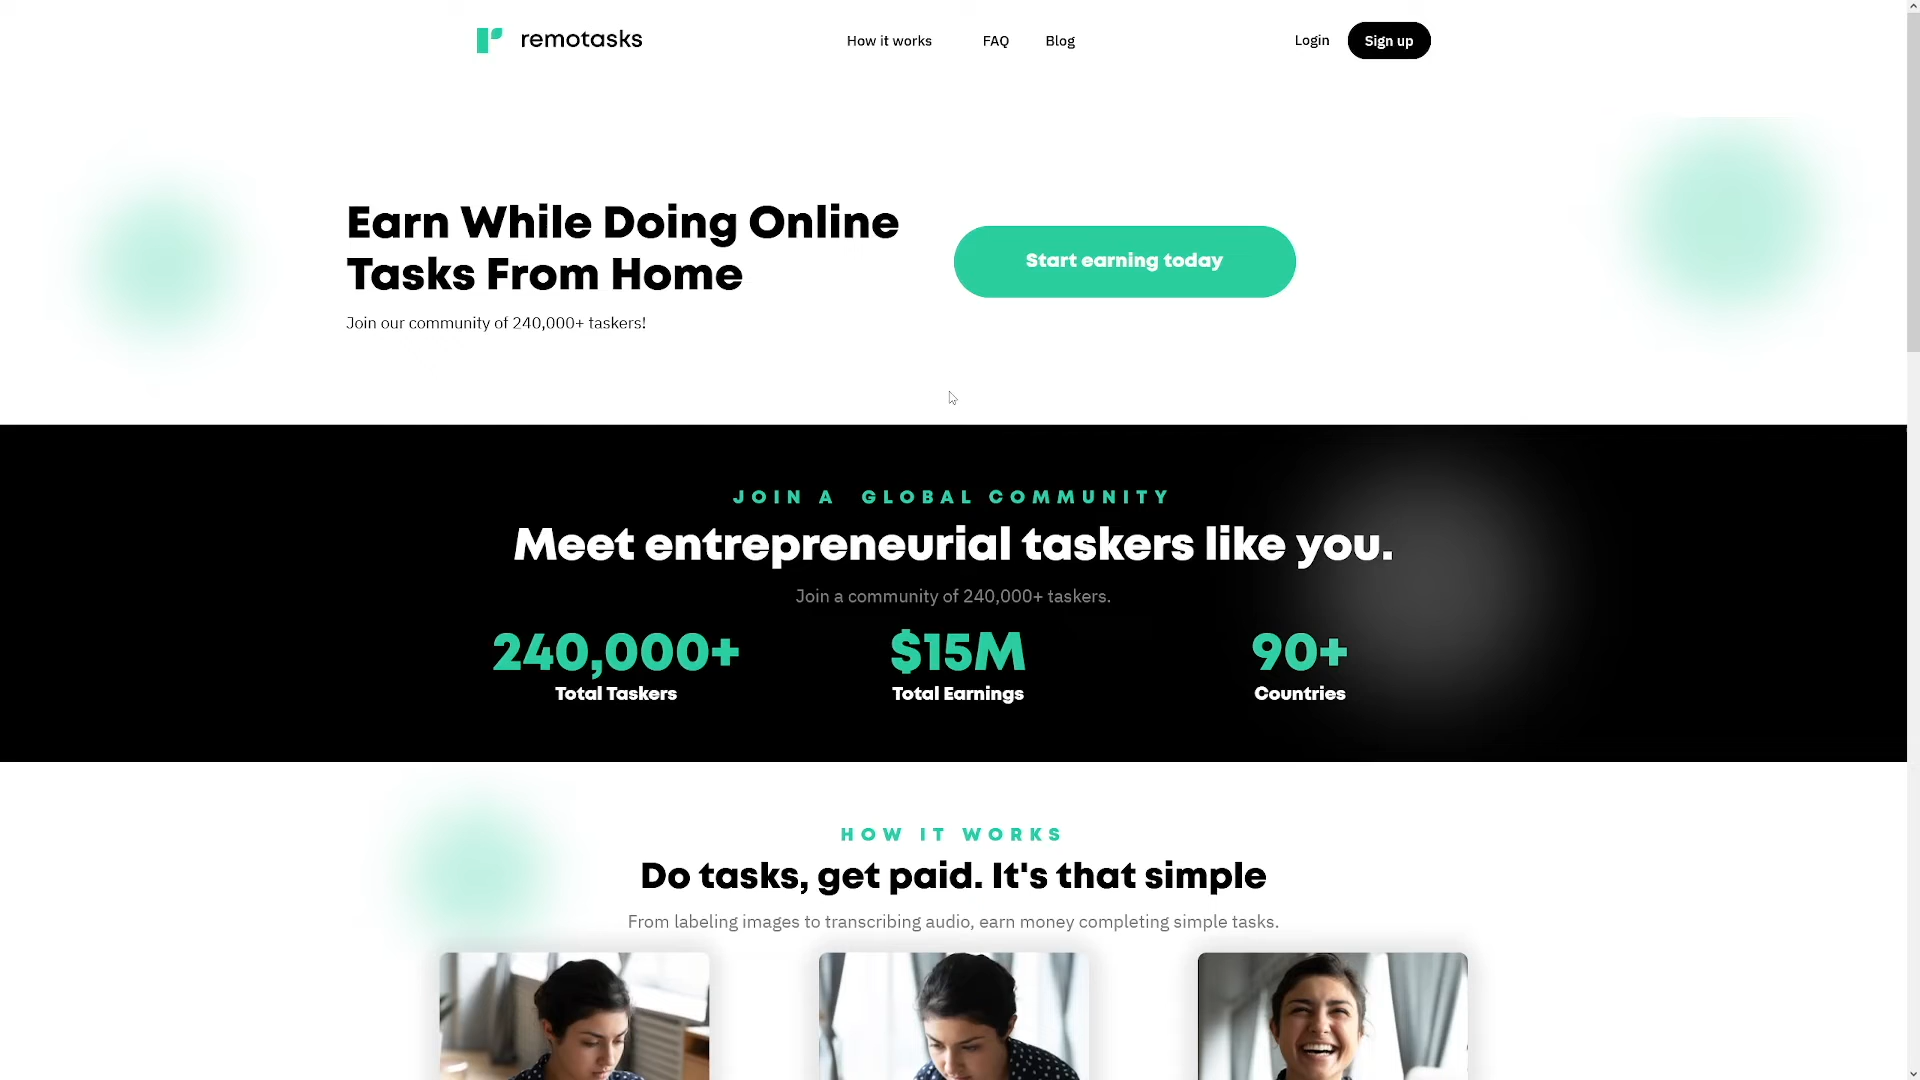 remotasks
How it works
FAQ
Blog
Login
Sign up
Earn While Doing Online
Tasks From Home
Join our community of 240,000+ taskers!
Start earning today
JOIN A GLOBAL COMMUNITY
Meet entrepreneurial taskers like you.
Join a community of 240,000+ taskers.
240,000+
Total Taskers
$15M
Total Earnings
90+
Countries
HOW IT WORKS
Do tasks, get paid. It's that simple
From labeling images to transcribing audio, earn money completing simple tasks.